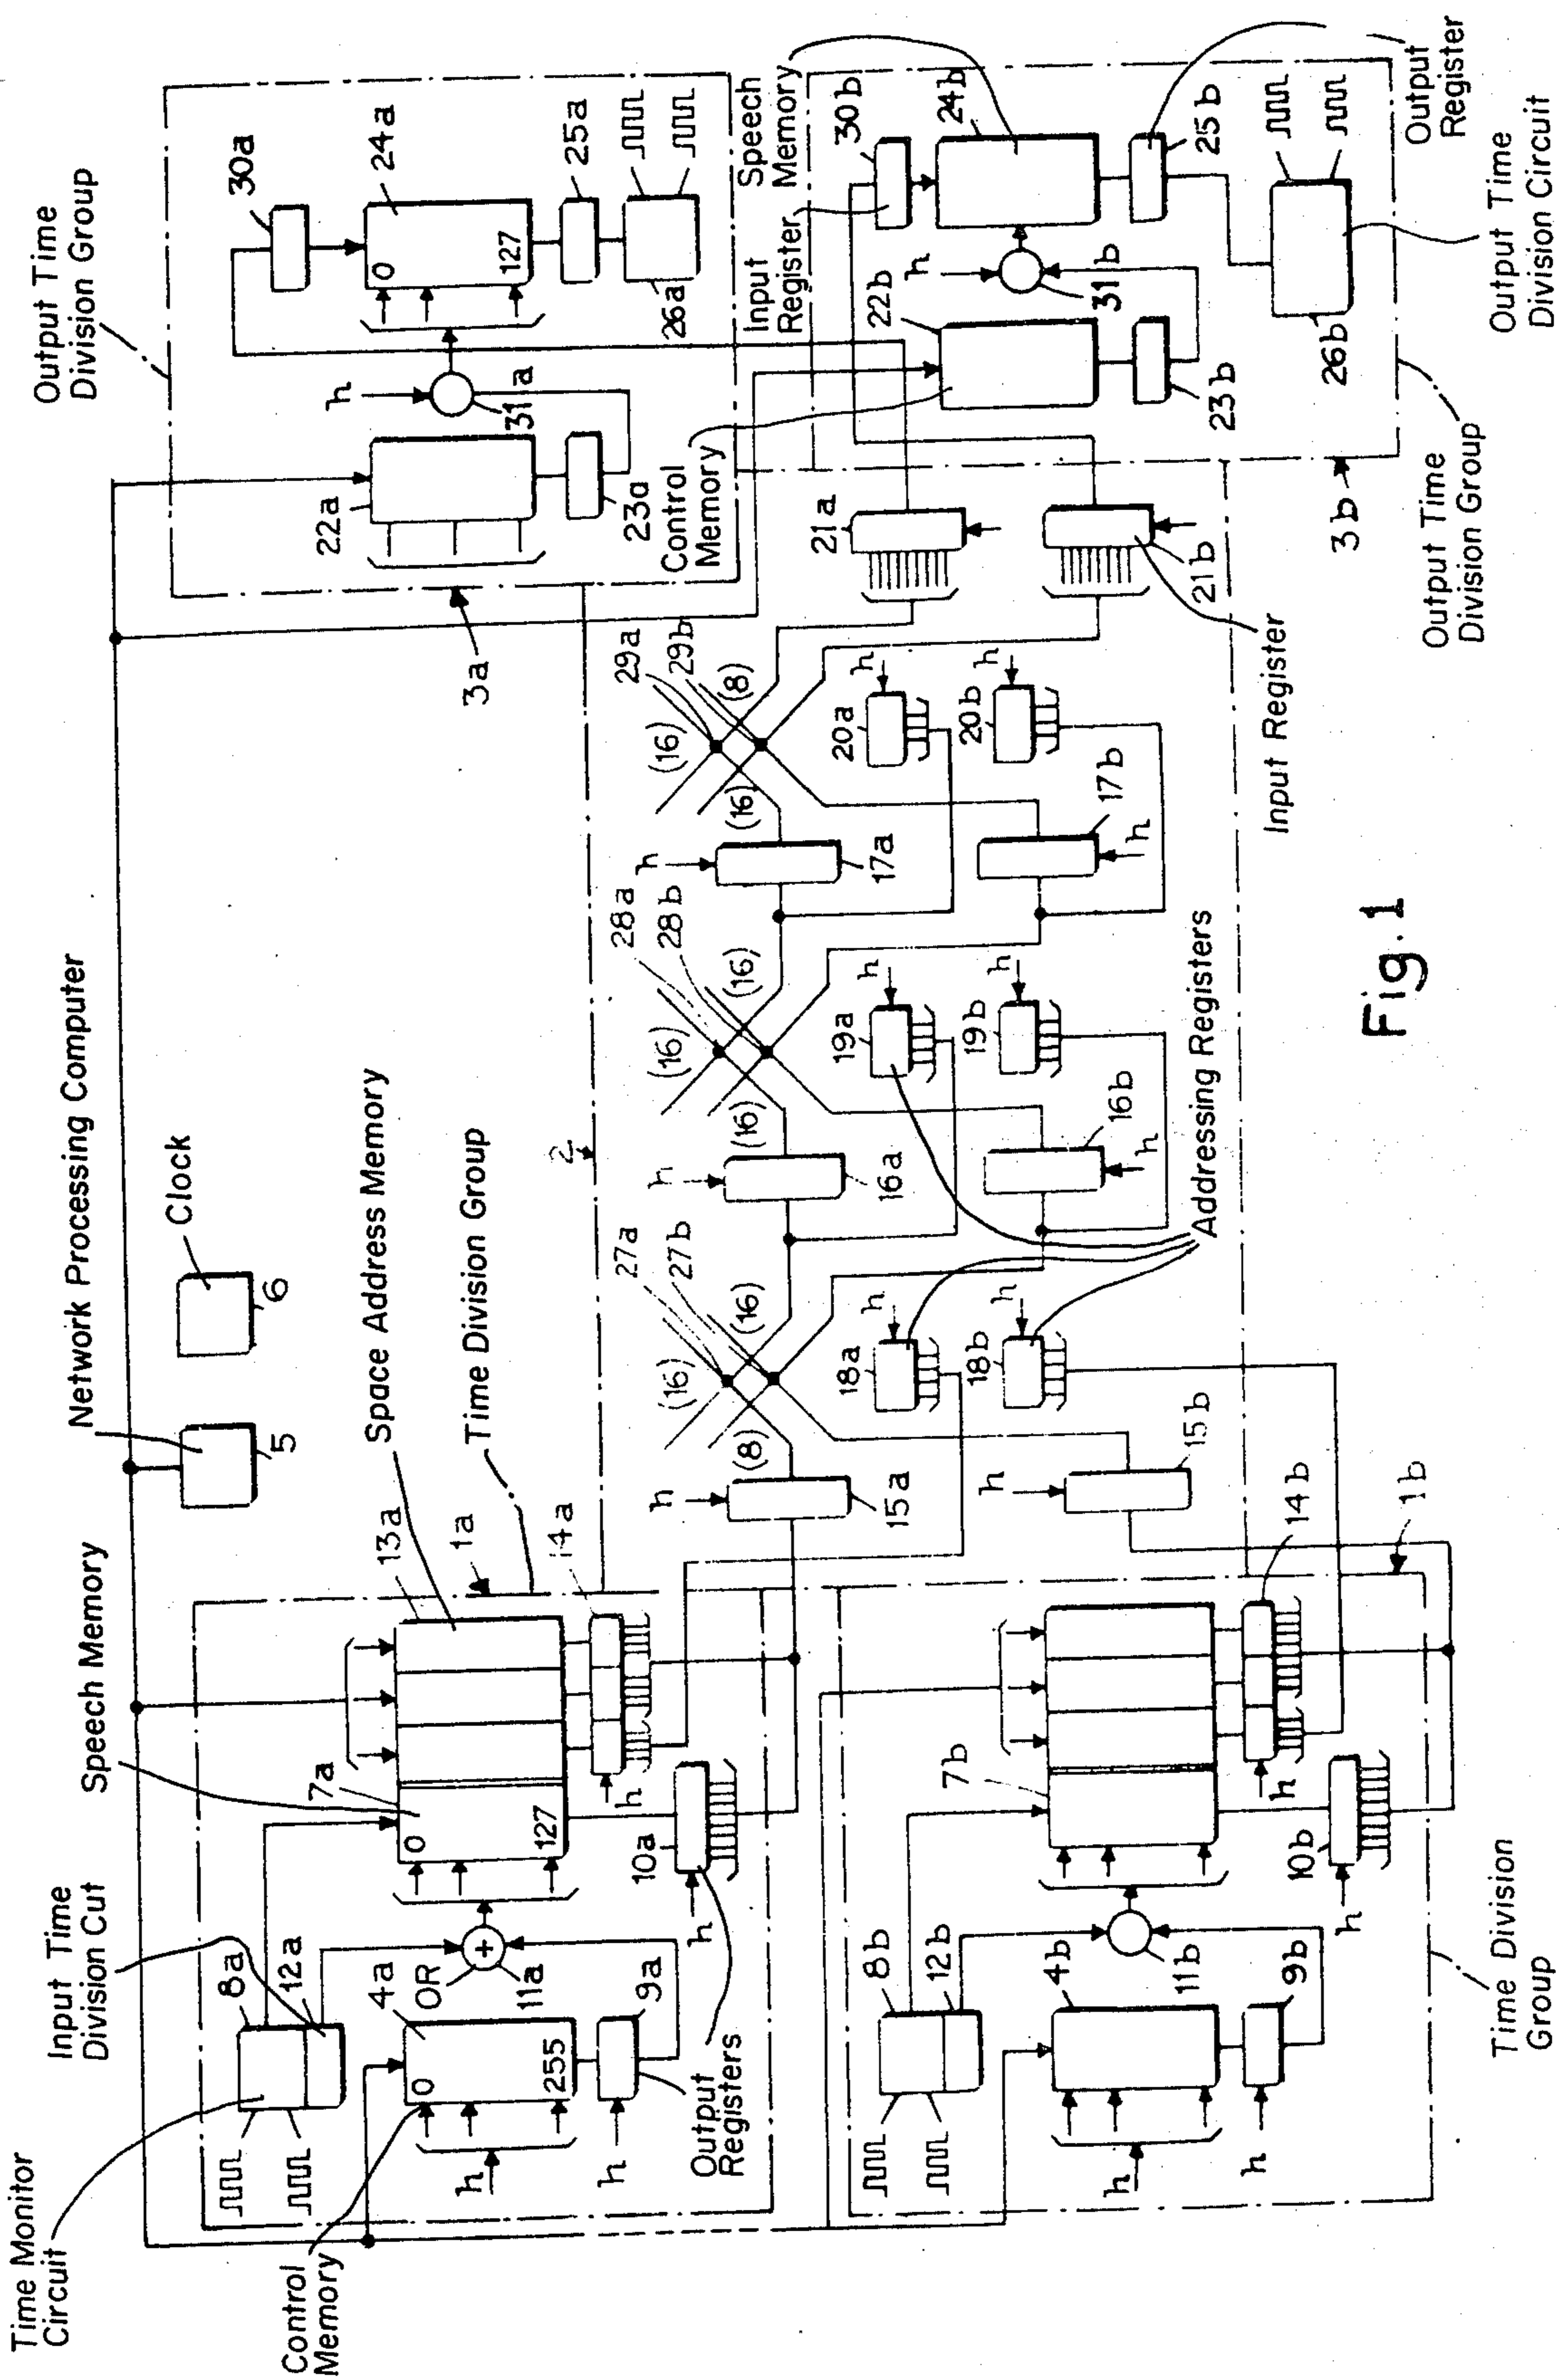 Time Monitor
Circuit
Input Time
Division Cut
Speech Memory
Network Processing Computer
Clock
Space Address Memory
Time Division Group
Output Time
Division Group
5
6
8a
12a
7a
13a
1a
14a
0
127
OR
+
11a
4a
0
255
9a
10a
h
h
h
h
Control
Memory
Output
Registers
8b
12b
7b
4b
11b
9b
10b
14b
1b
h
h
h
h
Time Division
Group
2
27a
27b
(16)
(16)
(8)
h
15a
18a
h
18b
h
h
15b
28a
28b
(16)
(16)
(16)
h
16a
19a
h
19b
h
16b
h
Addressing Registers
29a
29b
(16)
(8)
(16)
h
17a
20a
h
20b
h
17b
h
21a
21b
Input Register
3a
22a
23a
h
31a
30a
24a
0
127
25a
26a
Control
Memory
Input
Register
Speech
Memory
30b
24b
22b
h
31b
23b
25b
26b
3b
Output
Register
Output Time
Division Circuit
Output Time
Division Group
Fig. 1